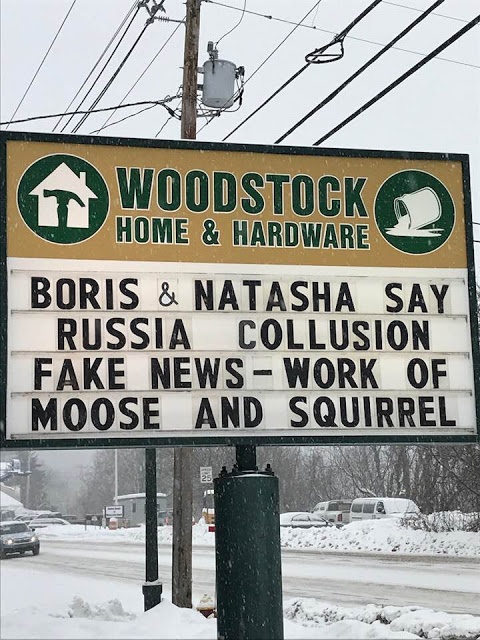 WOODSTOCK
HOME & HARDWARE
BORIS & NATASHA SAY
RUSSIA COLLUSION
FAKE NEWS – WORK OF
MOOSE AND SQUIRREL